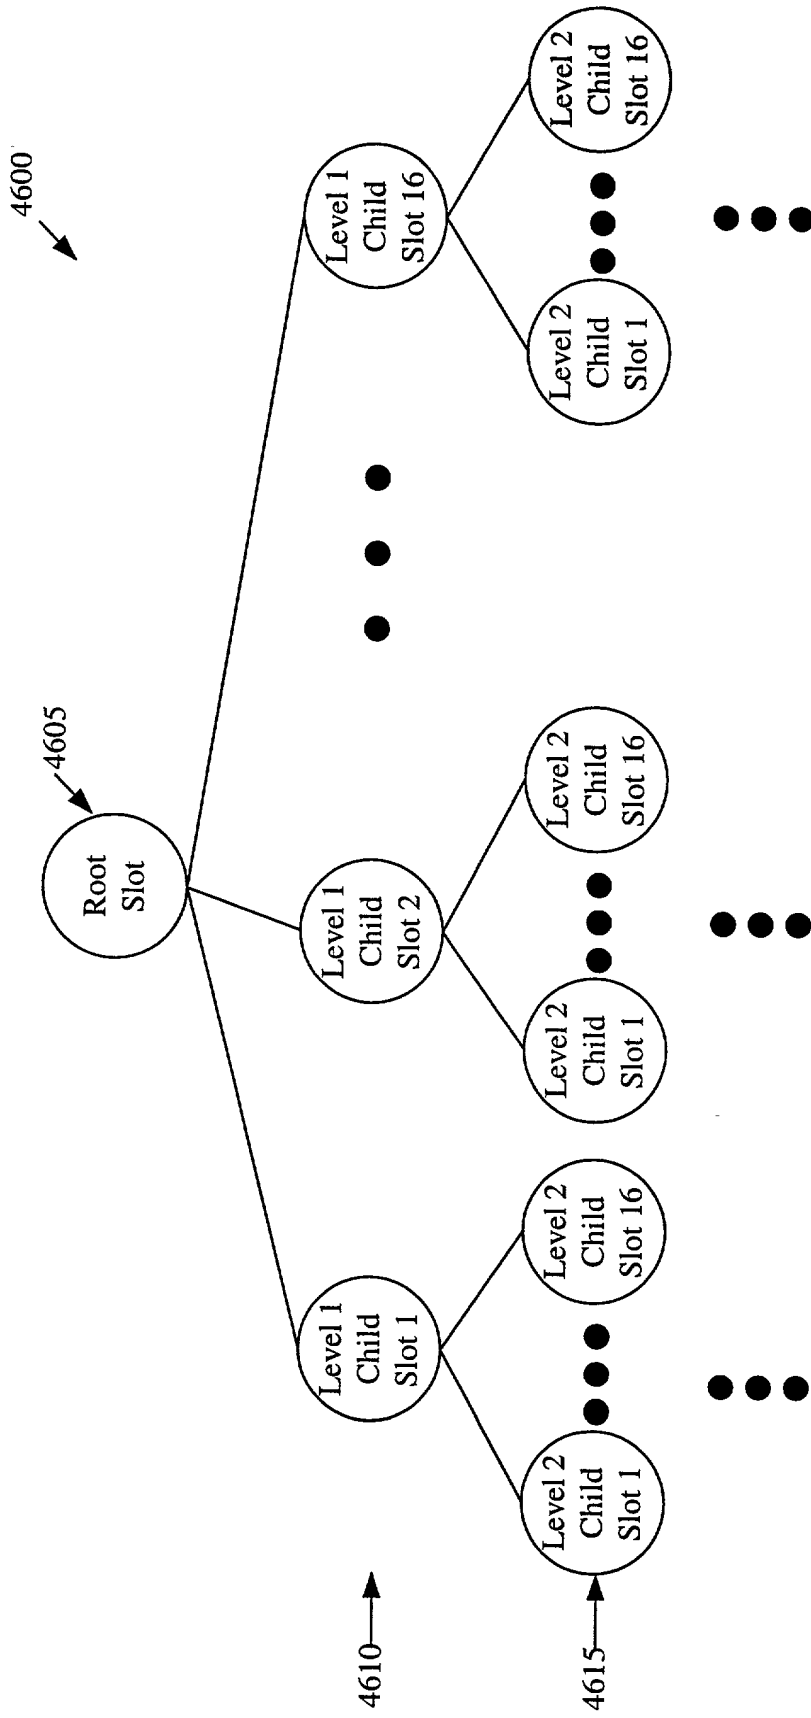 4600
4605
Root
Slot
4610
Level 1
Child
Slot 1
Level 1
Child
Slot 2
Level 1
Child
Slot 16
4615
Level 2
Child
Slot 1
Level 2
Child
Slot 16
Level 2
Child
Slot 1
Level 2
Child
Slot 16
Level 2
Child
Slot 1
Level 2
Child
Slot 16